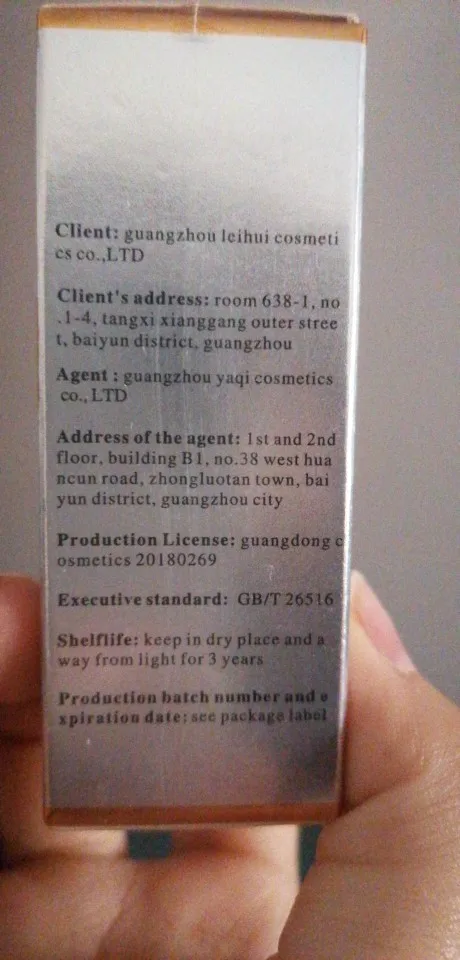 Client: guangzhou leihui cosmeti
cs co.,LTD
Client's address: room 638-1, no
.1-4, tangxi xianggang outer stree
t, baiyun district, guangzhou
Agent : guangzhou yaqi cosmetics
co., LTD
Address of the agent: 1st and 2nd
floor, building B1, no.38 west hua
ncun road, zhongluotan town, bai
yun district, guangzhou city
Production License: guangdong c
osmetics 20180269
Executive standard: GB/T 26516
Shelflife: keep in dry place and a
way from light for 3 years
Production batch number and e
xpiration date: see package label